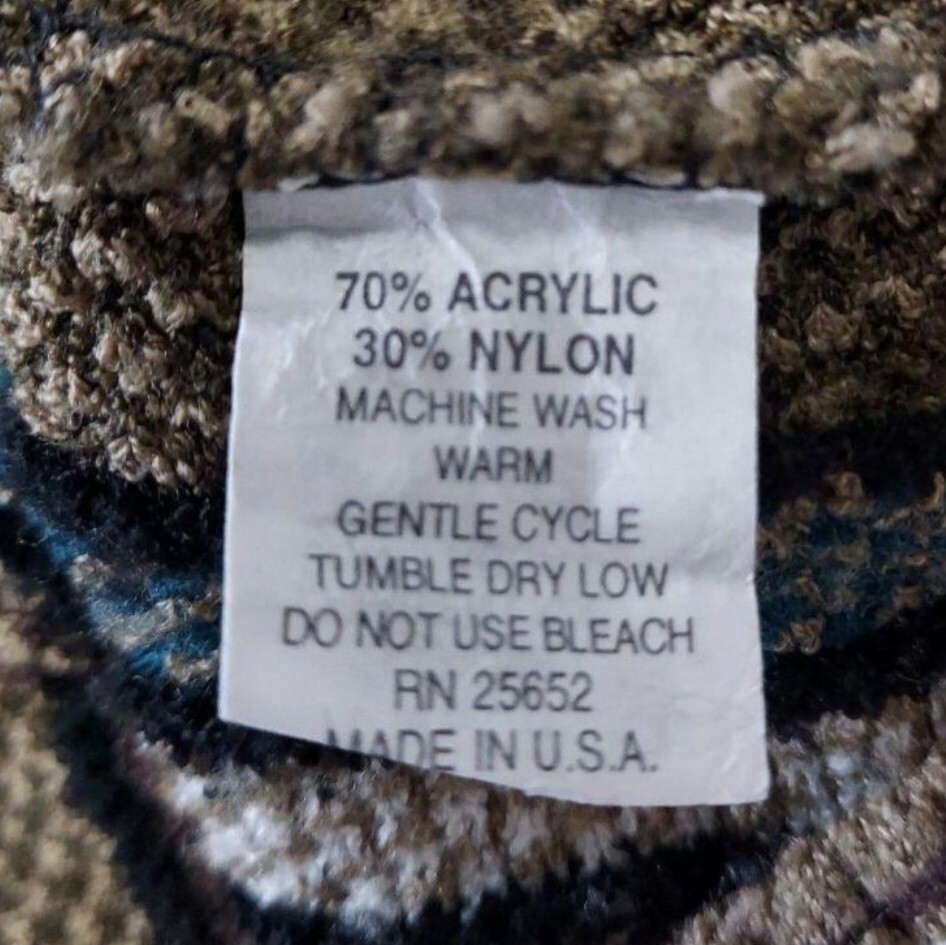 70% ACRYLIC
30% NYLON
MACHINE WASH
WARM
GENTLE CYCLE
TUMBLE DRY LOW
DO NOT USE BLEACH
RN 25652
MADE IN U.S.A.